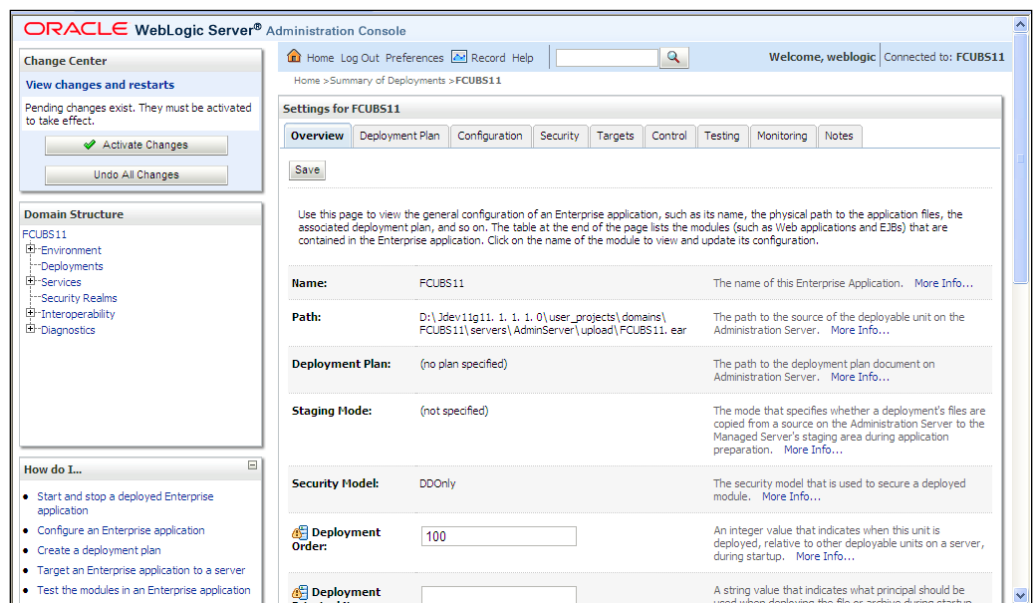 ORACLE WebLogic Server® Administration Console
Change Center
View changes and restarts
Pending changes exist. They must be activated
to take effect.
Activate Changes
Undo All Changes
Domain Structure
FCUBS11
Environment
Deployments
Services
Security Realms
Interoperability
Diagnostics
How do I...
Start and stop a deployed Enterprise
application
Configure an Enterprise application
Create a deployment plan
Target an Enterprise application to a server
Test the modules in an Enterprise application
Home Log Out Preferences Record Help
Welcome, weblogic Connected to: FCUBS11
Home >Summary of Deployments >FCUBS11
Settings for FCUBS11
Overview Deployment Plan Configuration Security Targets Control Testing Monitoring Notes
Save
Use this page to view the general configuration of an Enterprise application, such as its name, the physical path to the application files, the
associated deployment plan, and so on. The table at the end of the page lists the modules (such as Web applications and EJBs) that are
contained in the Enterprise application. Click on the name of the module to view and update its configuration.
Name: FCUBS11 The name of this Enterprise Application. More Info...
Path: D:\Jdev11g11. 1. 1. 1. 0\user_projects\domains\ The path to the source of the deployable unit on the
FCUBS11\servers\AdminServer\upload\FCUBS11. ear Administration Server. More Info...
Deployment Plan: (no plan specified) The path to the deployment plan document on
Administration Server. More Info...
Staging Mode: (not specified) The mode that specifies whether a deployment's files are
copied from a source on the Administration Server to the
Managed Server's staging area during application
preparation. More Info...
Security Model: DDOnly The security model that is used to secure a deployed
module. More Info...
Deployment 100 An integer value that indicates when this unit is
Order: deployed, relative to other deployable units on a server,
during startup. More Info...
Deployment A string value that indicates what principal should be
used when deploying the file or archive during startup